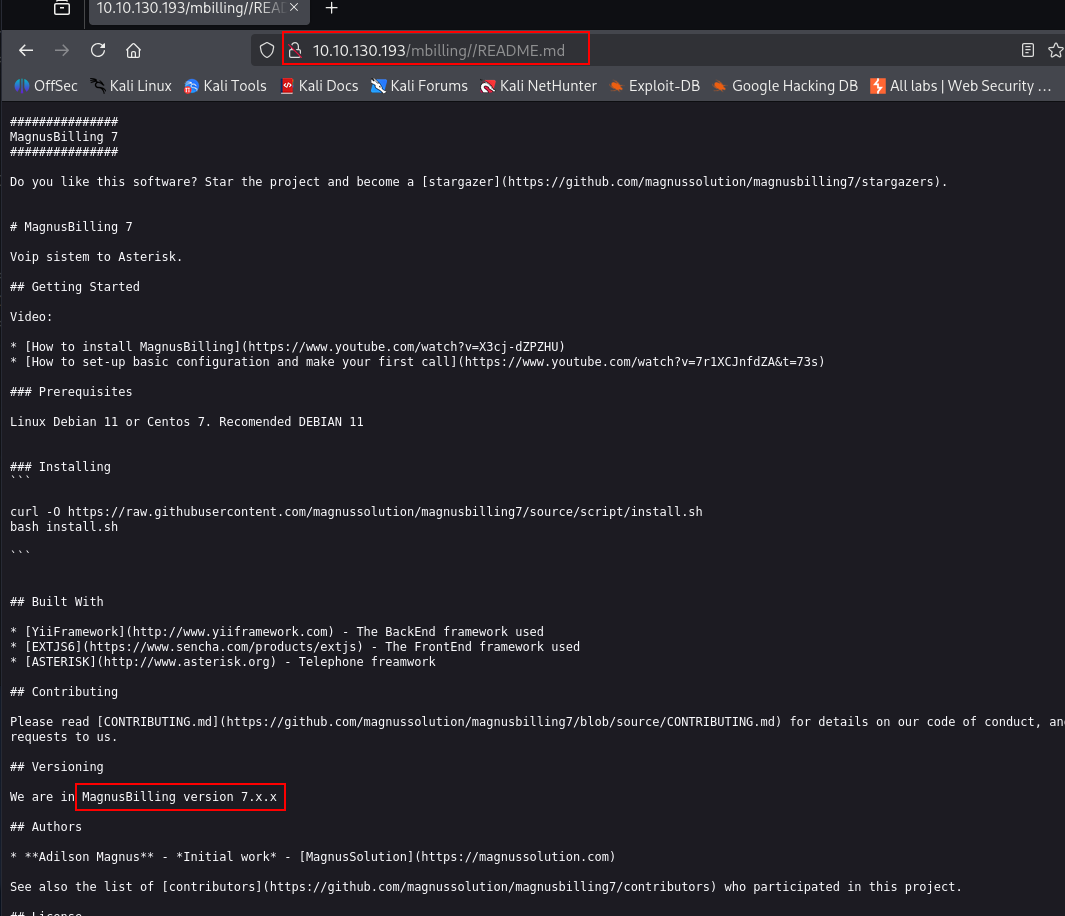 10.10.130.193/mbilling//REA
10.10.130.193/mbilling//README.md
OffSec Kali Linux Kali Tools Kali Docs Kali Forums Kali NetHunter Exploit-DB Google Hacking DB All labs | Web Security ...
###############
MagnusBilling 7
###############
Do you like this software? Star the project and become a [stargazer](https://github.com/magnussolution/magnusbilling7/stargazers).
# MagnusBilling 7
Voip sistem to Asterisk.
## Getting Started
Video:
* [How to install MagnusBilling](https://www.youtube.com/watch?v=X3cj-dZPZHU)
* [How to set-up basic configuration and make your first call](https://www.youtube.com/watch?v=7r1XCJnfdZA&t=73s)
### Prerequisites
Linux Debian 11 or Centos 7. Recomended DEBIAN 11
### Installing
```
curl -O https://raw.githubusercontent.com/magnussolution/magnusbilling7/source/script/install.sh
bash install.sh
```
## Built With
* [YiiFramework](http://www.yiiframework.com) - The BackEnd framework used
* [EXTJS6](https://www.sencha.com/products/extjs) - The FrontEnd framework used
* [ASTERISK](http://www.asterisk.org) - Telephone freamwork
## Contributing
Please read [CONTRIBUTING.md](https://github.com/magnussolution/magnusbilling7/blob/source/CONTRIBUTING.md) for details on our code of conduct, an
requests to us.
## Versioning
We are in MagnusBilling version 7.x.x
## Authors
* **Adilson Magnus** - *Initial work* - [MagnusSolution](https://magnussolution.com)
See also the list of [contributors](https://github.com/magnussolution/magnusbilling7/contributors) who participated in this project.
## License